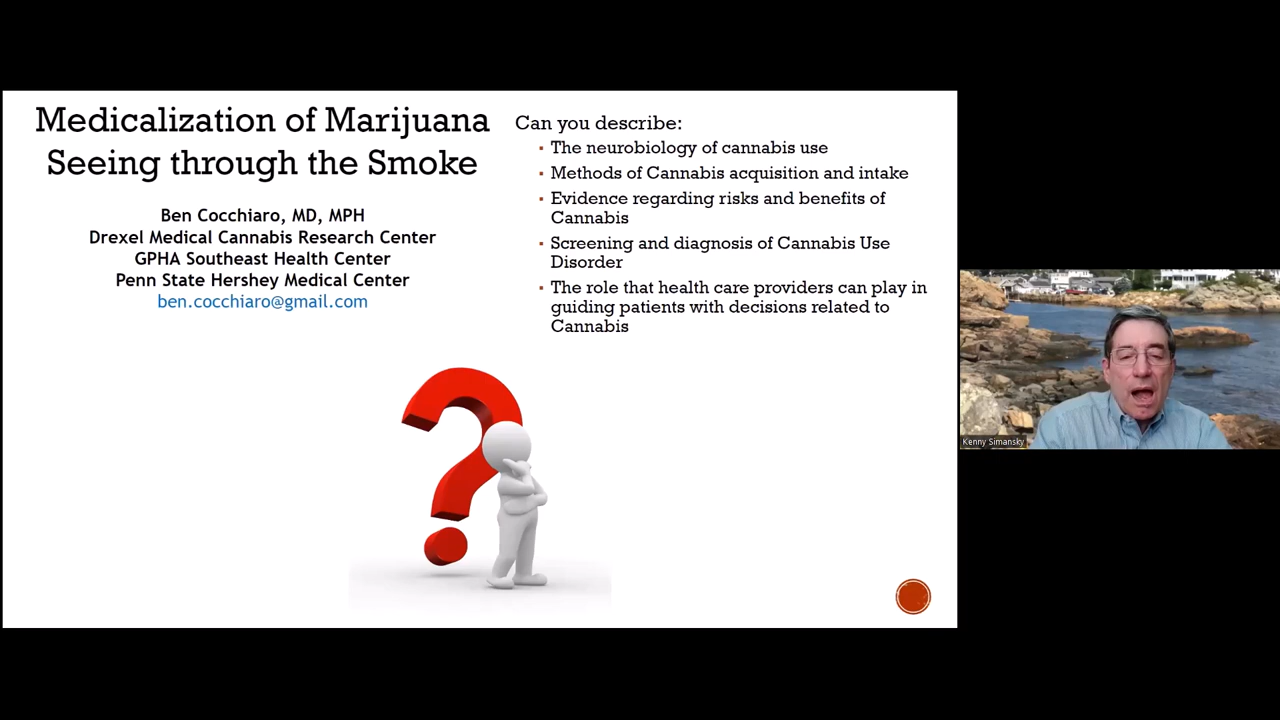 Medicalization of Marijuana
Seeing through the Smoke
Ben Cocchiaro, MD, MPH
Drexel Medical Cannabis Research Center
GPHA Southeast Health Center
Penn State Hershey Medical Center
ben.cocchiaro@gmail.com
Can you describe:
▪ The neurobiology of cannabis use
▪ Methods of Cannabis acquisition and intake
▪ Evidence regarding risks and benefits of
Cannabis
▪ Screening and diagnosis of Cannabis Use
Disorder
▪ The role that health care providers can play in
guiding patients with decisions related to
Cannabis
?
Kenny Simansky